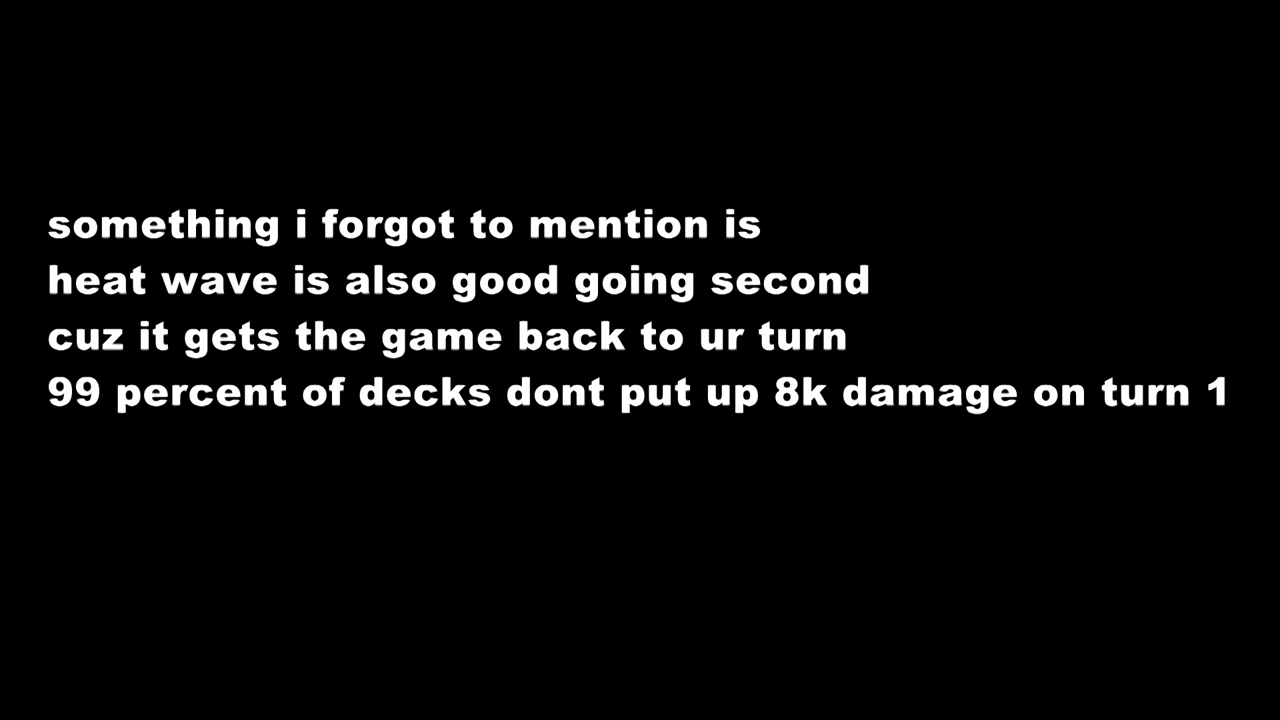 something i forgot to mention is
heat wave is also good going second
cuz it gets the game back to ur turn
99 percent of decks dont put up 8k damage on turn 1